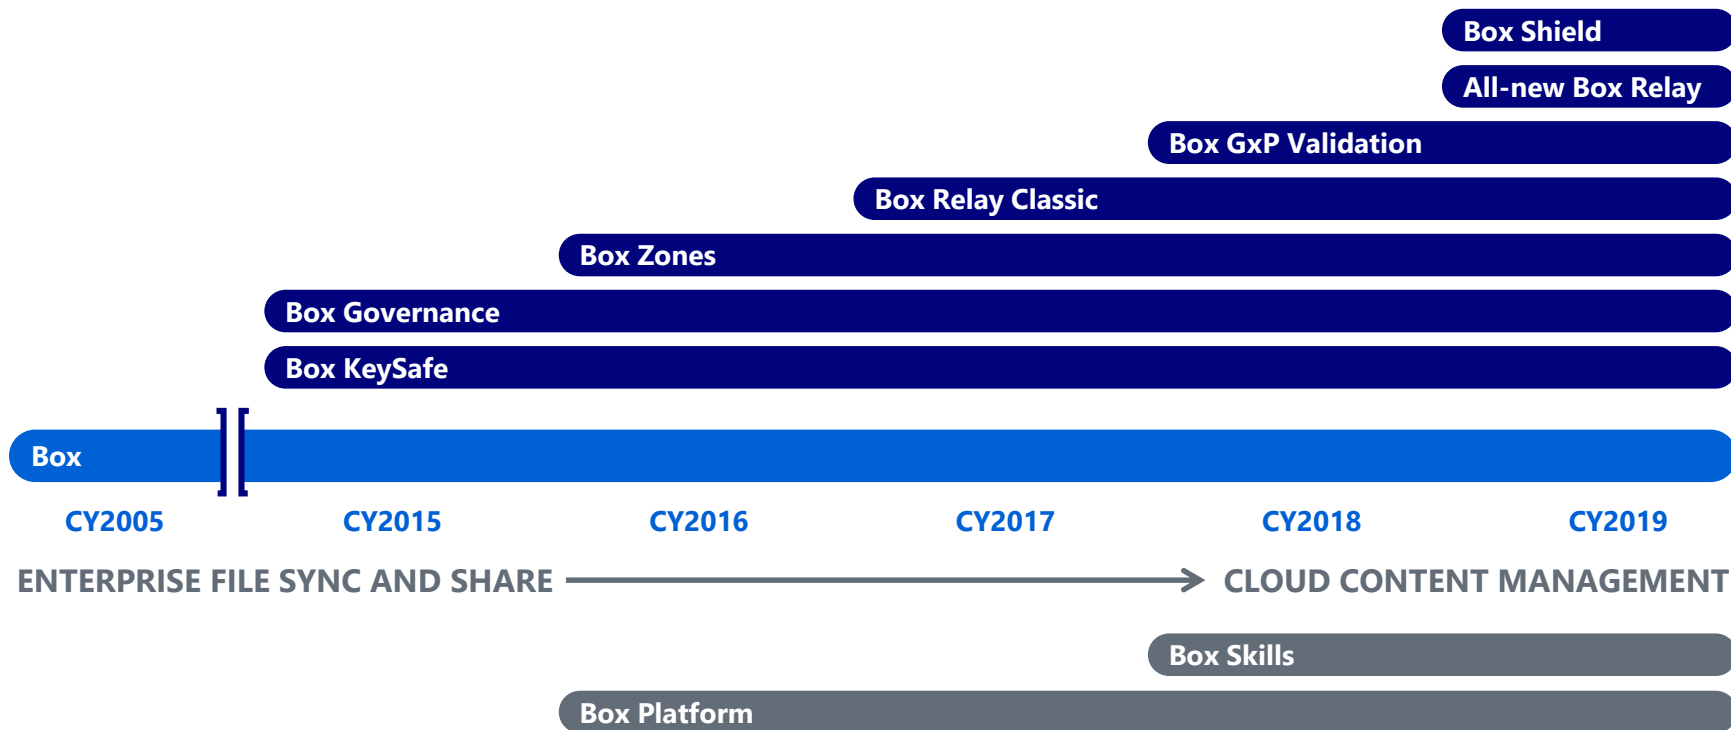 Box Shield
All-new Box Relay
Box GxP Validation
Box Relay Classic
Box Zones
Box Governance
Box KeySafe
Box
CY2005 CY2015 CY2016 CY2017 CY2018 CY2019
ENTERPRISE FILE SYNC AND SHARE CLOUD CONTENT MANAGEMENT
Box Skills
Box Platform